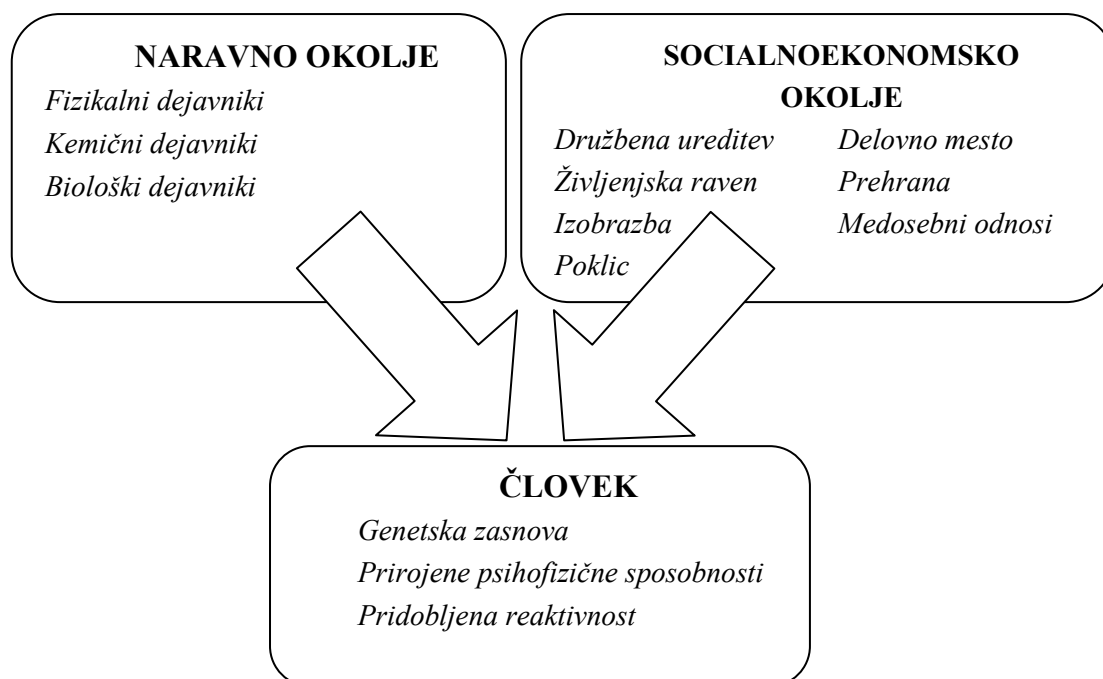 NARAVNO OKOLJE
Fizikalni dejavniki
Kemični dejavniki
Biološki dejavniki
SOCIALNOEKONOMSKO
OKOLJE
Družbena ureditev
Življenjska raven
Izobrazba
Poklic
Delovno mesto
Prehrana
Medosebni odnosi
ČLOVEK
Genetska zasnova
Prirojene psihofizične sposobnosti
Pridobljena reaktivnost